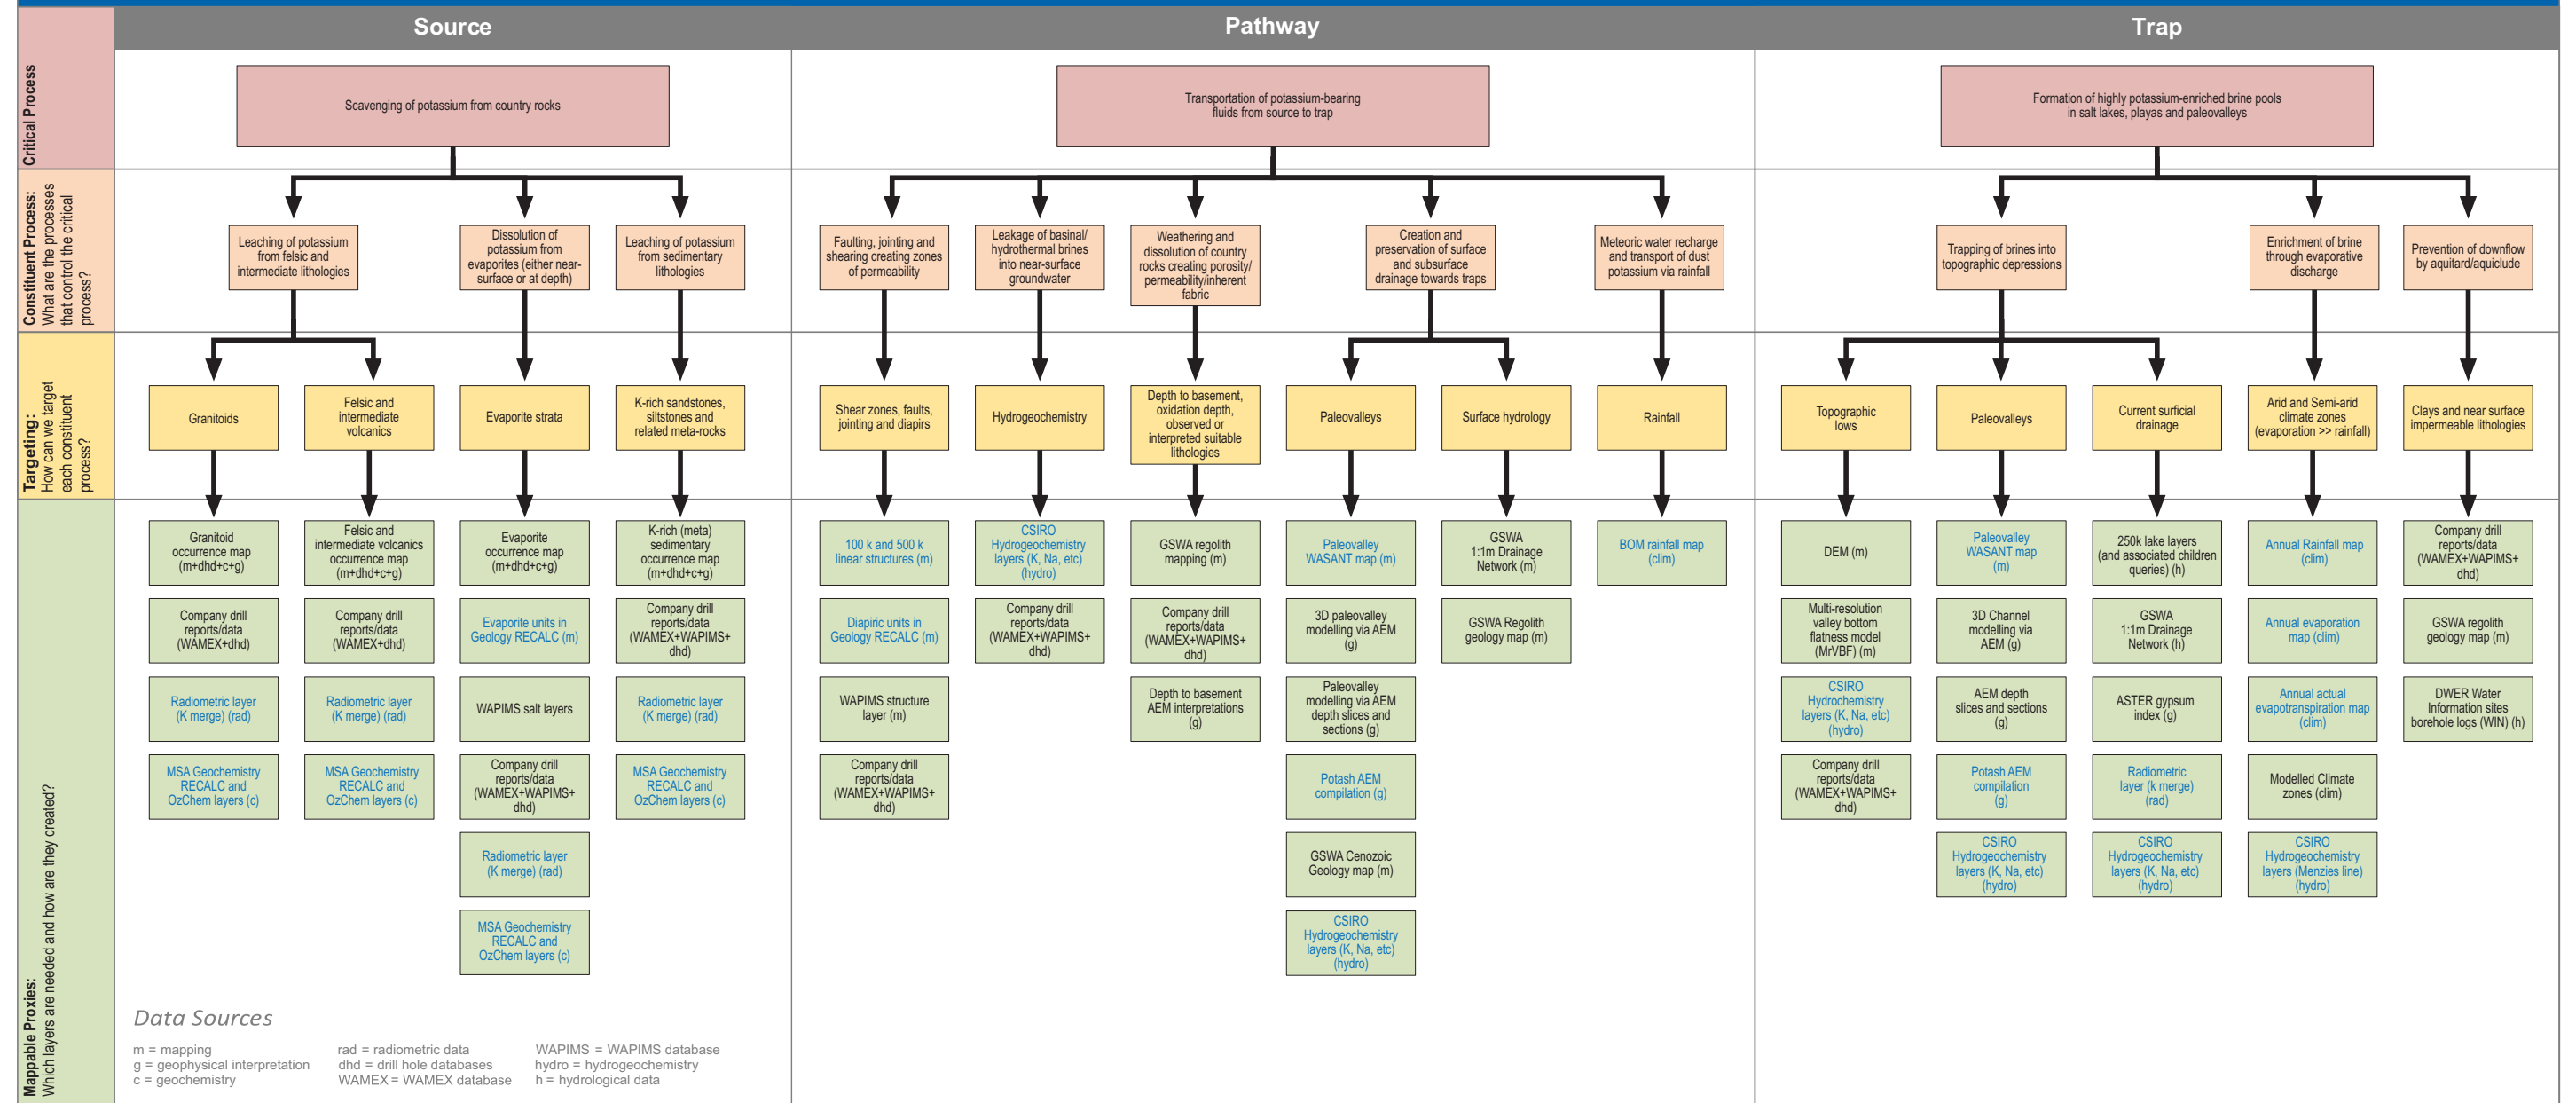 Source
Pathway
Trap
Critical Process
Scavenging of potassium from country rocks
Transportation of potassium-bearing
fluids from source to trap
Formation of highly potassium-enriched brine pools
in salt lakes, playas and paleovalleys
Constituent Process:
What are the processes
that control the critical
process?
Leaching of potassium
from felsic and
intermediate lithologies
Dissolution of
potassium from
evaporites (either near-
surface or at depth)
Leaching of potassium
from sedimentary
lithologies
Faulting, jointing and
shearing creating zones
of permeability
Leakage of basinal/
hydrothermal brines
into near-surface
groundwater
Weathering and
dissolution of country
rocks creating porosity/
permeability/inherent
fabric
Creation and
preservation of surface
and subsurface
drainage towards traps
Meteoric water recharge
and transport of dust
potassium via rainfall
Trapping of brines into
topographic depressions
Enrichment of brine
through evaporative
discharge
Prevention of downflow
by aquitard/aquiclude
Targeting:
How can we target
each constituent
process?
Granitoids
Felsic and
intermediate
volcanics
Evaporite strata
K-rich sandstones,
siltstones and
related meta-rocks
Shear zones, faults,
jointing and diapirs
Hydrogeochemistry
Depth to basement,
oxidation depth,
observed or
interpreted suitable
lithologies
Paleovalleys
Surface hydrology
Rainfall
Topographic
lows
Paleovalleys
Current surficial
drainage
Arid and Semi-arid
climate zones
(evaporation >> rainfall)
Clays and near surface
impermeable lithologies
Mappable Proxies:
Which layers are needed and how are they created?
Granitoid
occurrence map
(m+dhd+c+g)
Felsic and
intermediate volcanics
occurrence map
(m+dhd+c+g)
Evaporite
occurrence map
(m+dhd+c+g)
K-rich (meta)
sedimentary
occurrence map
(m+dhd+c+g)
100 k and 500 k
linear structures (m)
CSIRO
Hydrogeochemistry
layers (K, Na, etc)
(hydro)
GSWA regolith
mapping (m)
Paleovalley
WASANT map (m)
GSWA
1:1m Drainage
Network (m)
BOM rainfall map
(clim)
DEM (m)
Paleovalley
WASANT map
(m)
250k lake layers
(and associated children
queries) (h)
Annual Rainfall map
(clim)
Company drill
reports/data
(WAMEX+WAPIMS+
dhd)
Company drill
reports/data
(WAMEX+dhd)
Company drill
reports/data
(WAMEX+dhd)
Evaporite units in
Geology RECALC (m)
Company drill
reports/data
(WAMEX+WAPIMS+
dhd)
Diapiric units in
Geology RECALC (m)
Company drill
reports/data
(WAMEX+WAPIMS+
dhd)
Company drill
reports/data
(WAMEX+WAPIMS+
dhd)
3D paleovalley
modelling via AEM
(g)
GSWA Regolith
geology map (m)
Multi-resolution
valley bottom
flatness model
(MrVBF) (m)
3D Channel
modelling via
AEM (g)
GSWA
1:1m Drainage
Network (h)
Annual evaporation
map (clim)
GSWA regolith
geology map (m)
Radiometric layer
(K merge) (rad)
Radiometric layer
(K merge) (rad)
WAPIMS salt layers
Radiometric layer
(K merge) (rad)
WAPIMS structure
layer (m)
Depth to basement
AEM interpretations
(g)
Paleovalley
modelling via AEM
depth slices and
sections (g)
CSIRO
Hydrochemistry
layers (K, Na, etc)
(hydro)
AEM depth
slices and sections
(g)
ASTER gypsum
index (g)
Annual actual
evapotranspiration map
(clim)
DWER Water
Information sites
borehole logs (WIN) (h)
MSA Geochemistry
RECALC and
OzChem layers (c)
MSA Geochemistry
RECALC and
OzChem layers (c)
Company drill
reports/data
(WAMEX+WAPIMS+
dhd)
MSA Geochemistry
RECALC and
OzChem layers (c)
Company drill
reports/data
(WAMEX+WAPIMS+
dhd)
Potash AEM
compilation (g)
Company drill
reports/data
(WAMEX+WAPIMS+
dhd)
Potash AEM
compilation
(g)
Radiometric
layer (k merge)
(rad)
Modelled Climate
zones (clim)
Radiometric layer
(K merge) (rad)
GSWA Cenozoic
Geology map (m)
CSIRO
Hydrogeochemistry
layers (K, Na, etc)
(hydro)
CSIRO
Hydrogeochemistry
layers (K, Na, etc)
(hydro)
CSIRO
Hydrogeochemistry
layers (Menzies line)
(hydro)
MSA Geochemistry
RECALC and
OzChem layers (c)
CSIRO
Hydrogeochemistry
layers (K, Na, etc)
(hydro)
Data Sources
m = mapping
g = geophysical interpretation
c = geochemistry
rad = radiometric data
dhd = drill hole databases
WAMEX = WAMEX database
WAPIMS = WAPIMS database
hydro = hydrogeochemistry
h = hydrological data